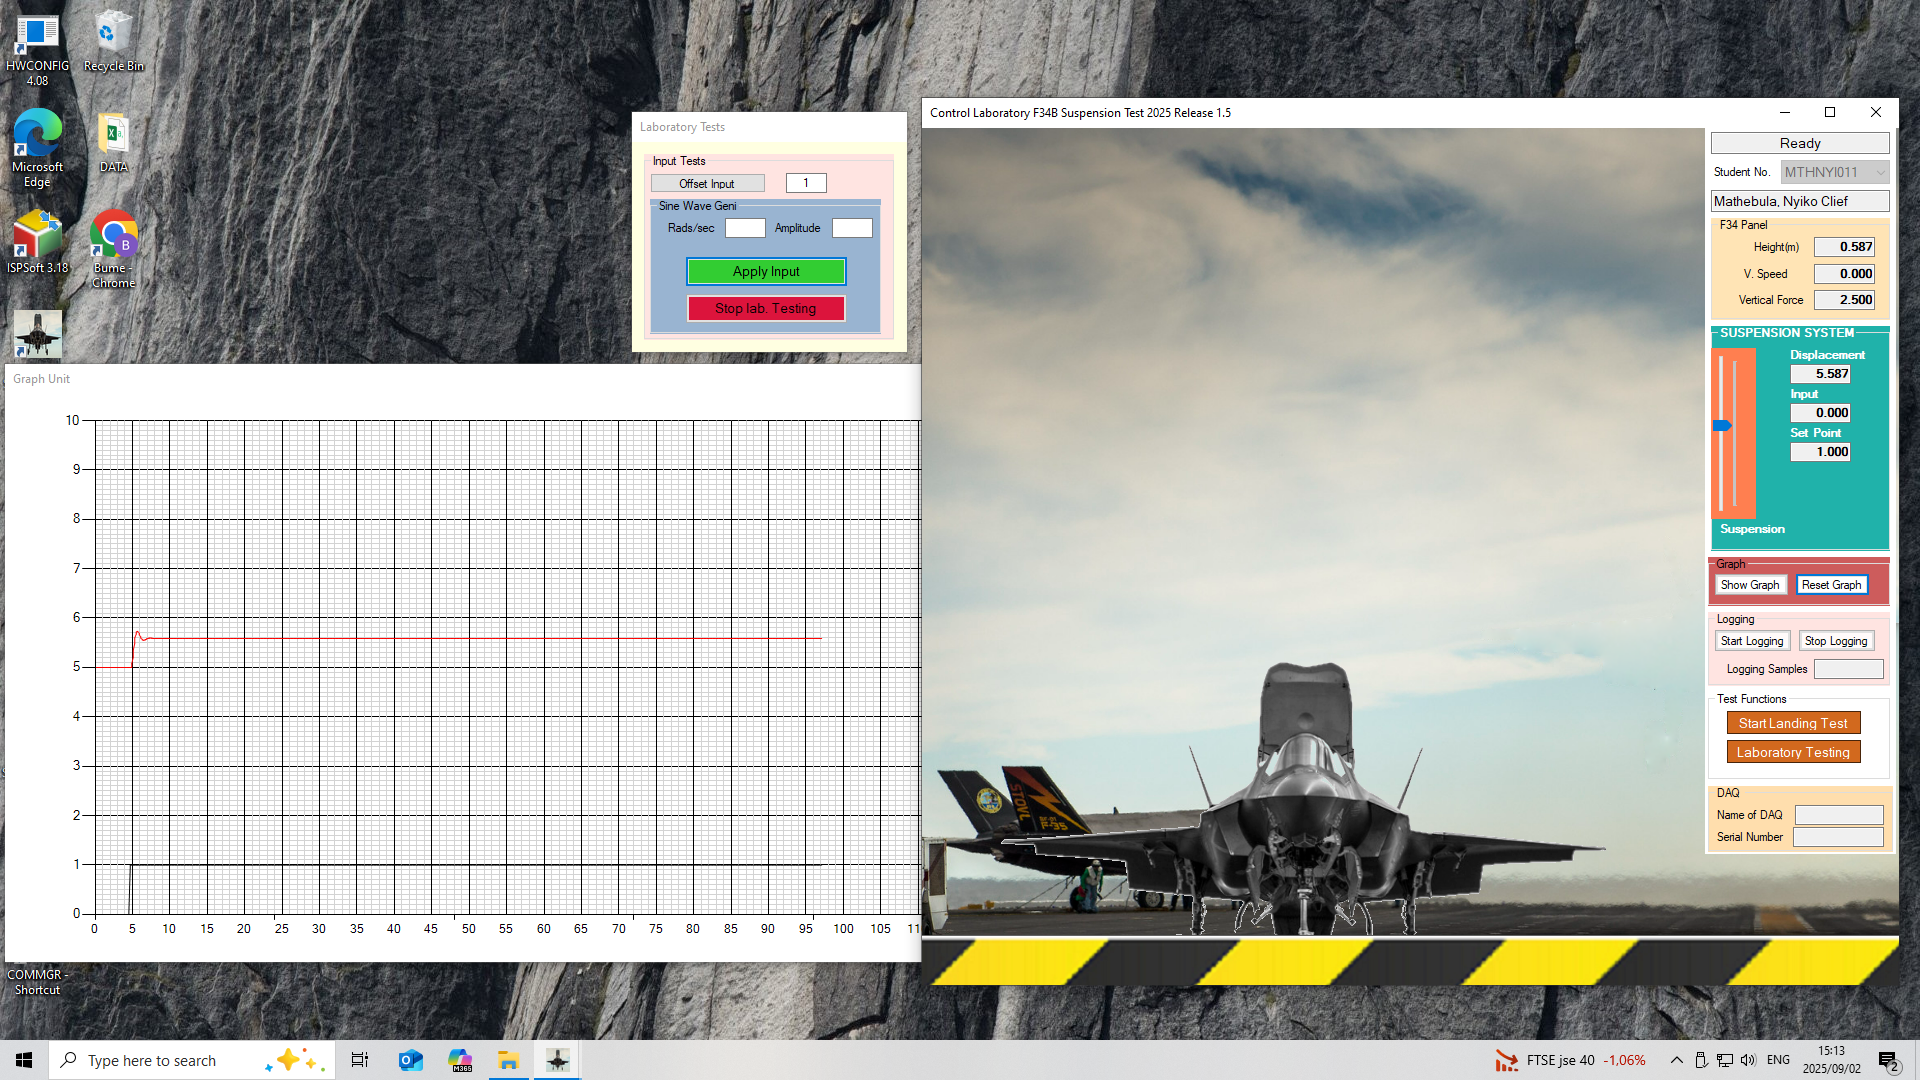 HWCONFIG
4.08
Recycle Bin
Microsoft
Edge
DATA
ISPSoft 3.18
Bume -
Chrome
COMMGR -
Shortcut
Laboratory Tests
Input Tests
Offset Input
1
Sine Wave Geni
Rads/sec
Amplitude
Apply Input
Stop lab. Testing
Graph Unit
10
9
8
7
6
5
4
3
2
1
0
0 5 10 15 20 25 30 35 40 45 50 55 60 65 70 75 80 85 90 95 100 105 11
Control Laboratory F34B Suspension Test 2025 Release 1.5
Ready
Student No. MTHNYI011
Mathebula, Nyiko Clief
F34 Panel
Height(m) 0.587
V. Speed 0.000
Vertical Force 2.500
SUSPENSION SYSTEM
Displacement
5.587
Input
0.000
Set Point
1.000
Suspension
Graph
Show Graph Reset Graph
Logging
Start Logging Stop Logging
Logging Samples
Test Functions
Start Landing Test
Laboratory Testing
DAQ
Name of DAQ
Serial Number
STOVL
Type here to search
M365
FTSE jse 40 -1,06%
ENG
15:13
2025/09/02
2